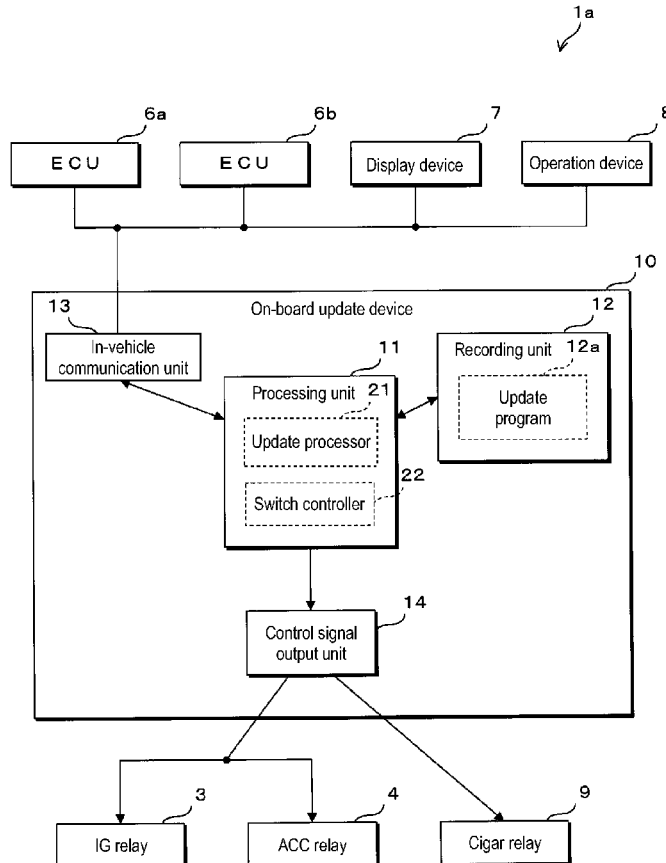 1a
6a
6b
7
8
ECU
ECU
Display device
Operation device
10
On-board update device
13
12
In-vehicle
communication unit
11
Recording unit
12a
Processing unit
21
Update
program
Update processor
22
Switch controller
14
Control signal
output unit
3
4
9
IG relay
ACC relay
Cigar relay